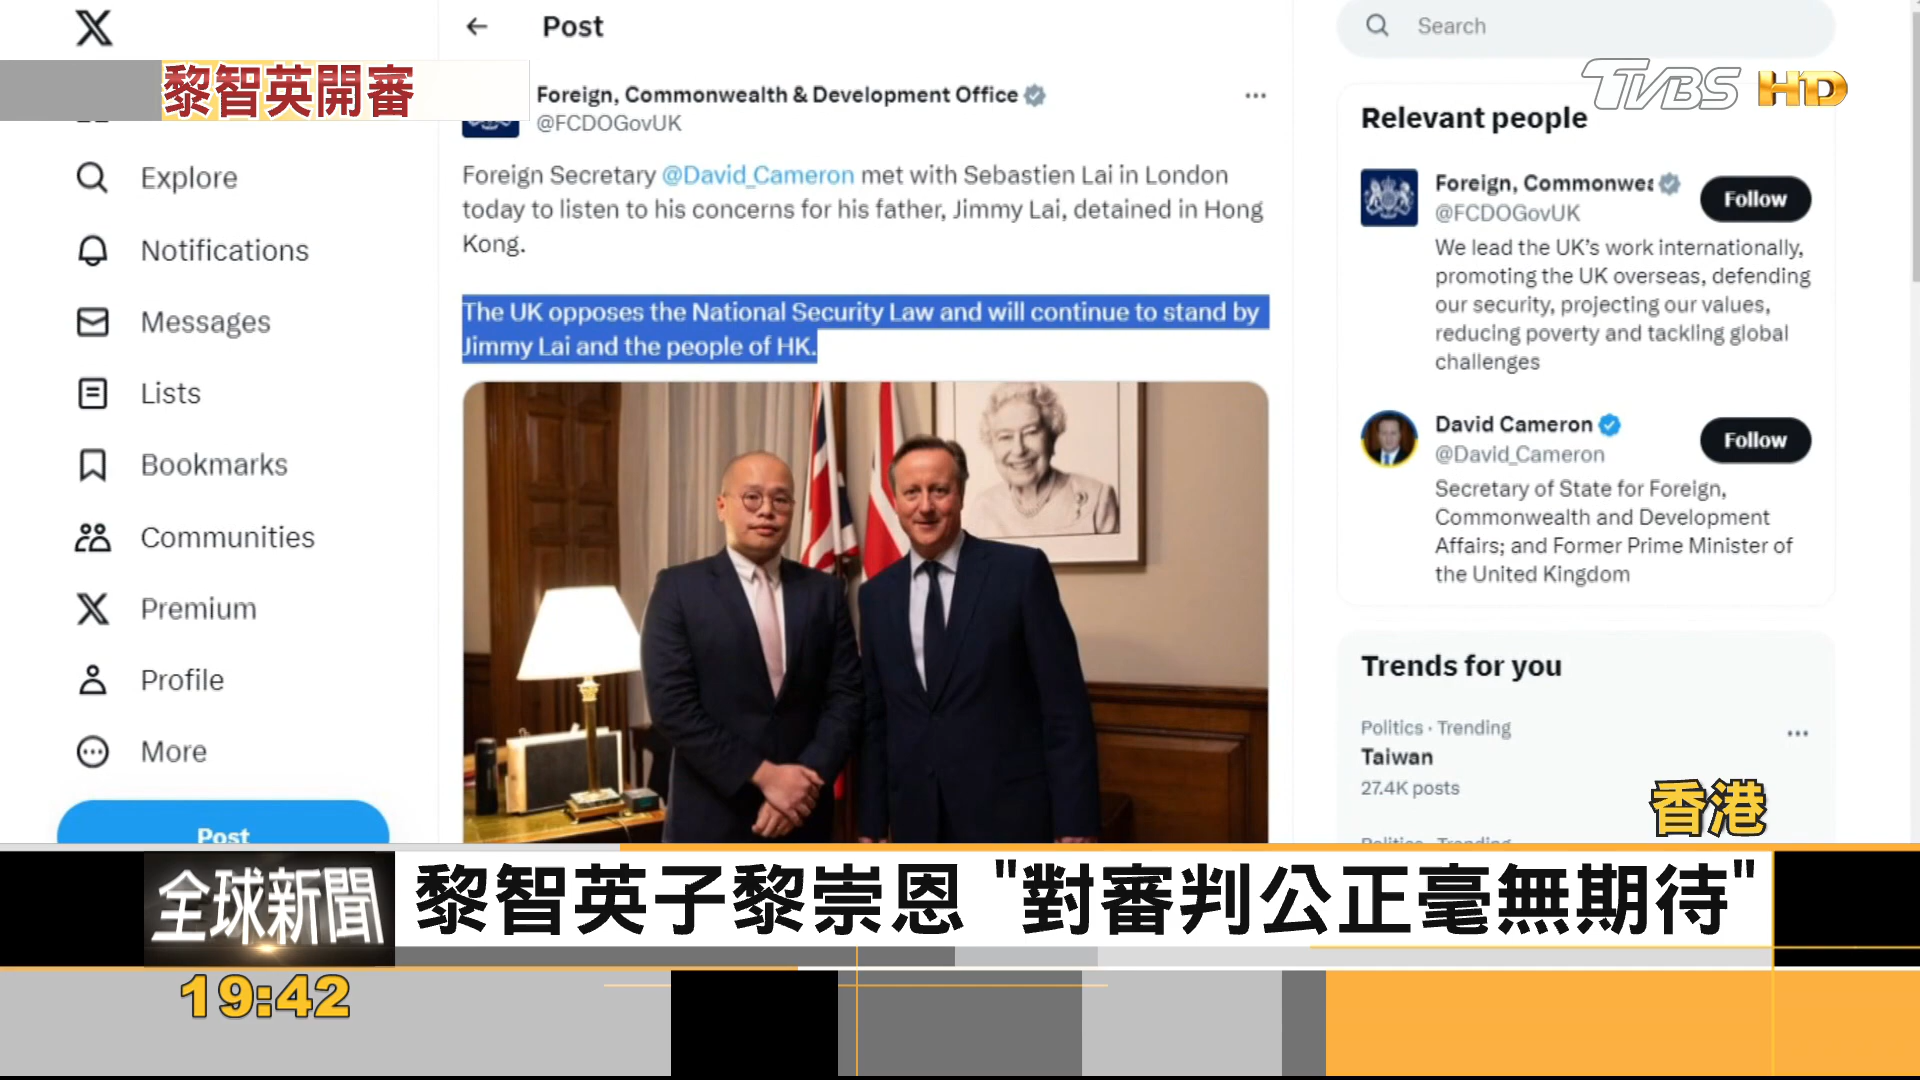 Post
Search
黎智英開審
TVBS HD
Foreign, Commonwealth & Development Office
@FCDOGovUK
Foreign Secretary @David_Cameron met with Sebastien Lai in London
today to listen to his concerns for his father, Jimmy Lai, detained in Hong
Kong.
The UK opposes the National Security Law and will continue to stand by
Jimmy Lai and the people of HK.
Explore
Notifications
Messages
Lists
Bookmarks
Communities
Premium
Profile
More
Post
Relevant people
Foreign, Commonwe
@FCDOGovUK
Follow
We lead the UK's work internationally,
promoting the UK overseas, defending
our security, projecting our values,
reducing poverty and tackling global
challenges
David Cameron
@David_Cameron
Follow
Secretary of State for Foreign,
Commonwealth and Development
Affairs; and Former Prime Minister of
the United Kingdom
Trends for you
Politics · Trending
Taiwan
27.4K posts
Politics · Trending
香港
全球新聞
黎智英子黎崇恩 "對審判公正毫無期待"
19:42